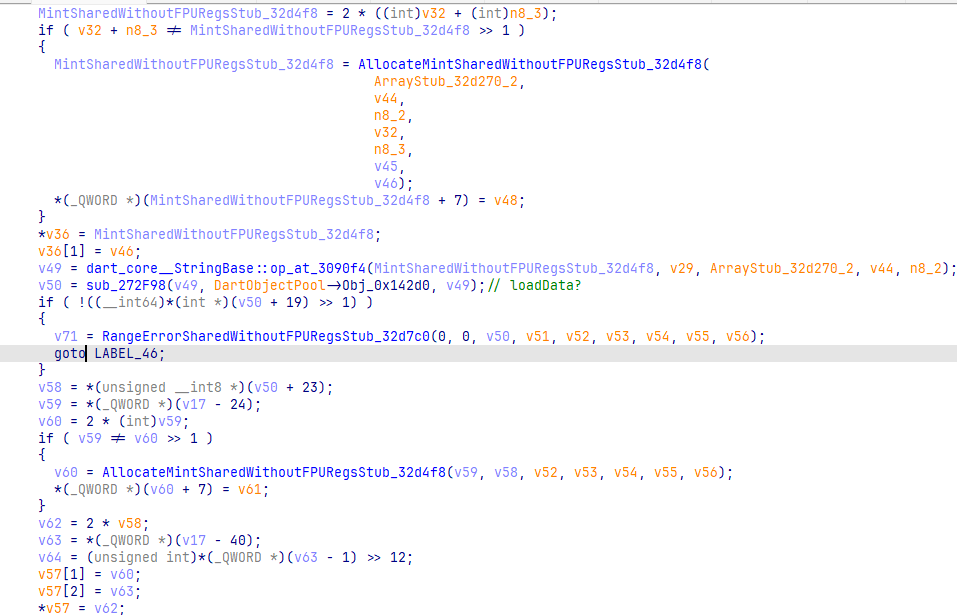 MintSharedWithoutFPURegsStub_32d4f8 = 2 * ((int)v32 + (int)n8_3);
if ( v32 + n8_3 ≠ MintSharedWithoutFPURegsStub_32d4f8 >> 1 )
{
MintSharedWithoutFPURegsStub_32d4f8 = AllocateMintSharedWithoutFPURegsStub_32d4f8(
ArrayStub_32d270_2,
v44,
n8_2,
v32,
n8_3,
v45,
v46);
*(_QWORD *)(MintSharedWithoutFPURegsStub_32d4f8 + 7) = v48;
}
*v36 = MintSharedWithoutFPURegsStub_32d4f8;
v36[1] = v46;
v49 = dart_core__StringBase::op_at_3090f4(MintSharedWithoutFPURegsStub_32d4f8, v29, ArrayStub_32d270_2, v44, n8_2);
v50 = sub_272F98(v49, DartObjectPool->Obj_0x142d0, v49);// loadData?
if ( !((__int64)*(int *)(v50 + 19) >> 1) )
{
v71 = RangeErrorSharedWithoutFPURegsStub_32d7c0(0, 0, v50, v51, v52, v53, v54, v55, v56);
goto LABEL_46;
}
v58 = *(unsigned __int8 *)(v50 + 23);
v59 = *(_QWORD *)(v17 - 24);
v60 = 2 * (int)v59;
if ( v59 ≠ v60 >> 1 )
{
v60 = AllocateMintSharedWithoutFPURegsStub_32d4f8(v59, v58, v52, v53, v54, v55, v56);
*(_QWORD *)(v60 + 7) = v61;
}
v62 = 2 * v58;
v63 = *(_QWORD *)(v17 - 40);
v64 = (unsigned int)*(_QWORD *)(v63 - 1) >> 12;
v57[1] = v60;
v57[2] = v63;
*v57 = v62;